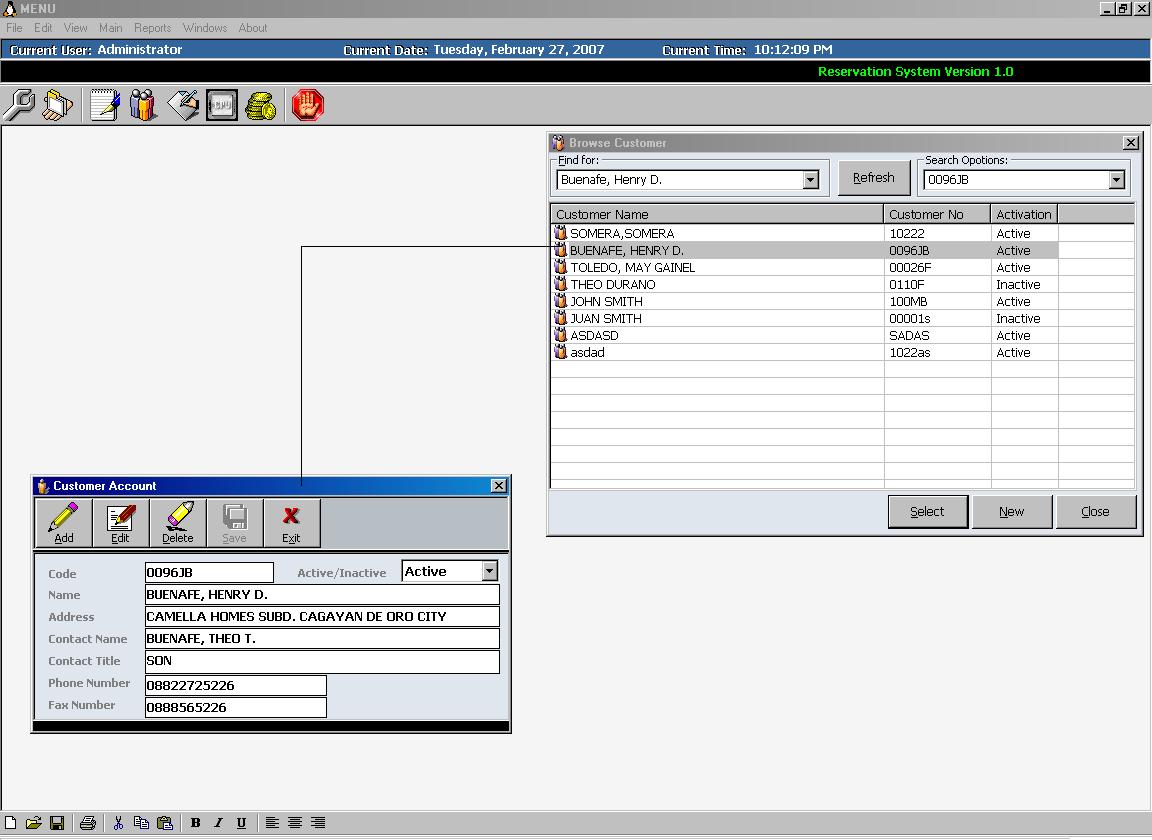 MENU
File Edit View Main Reports Windows About
Current User: Administrator Current Date: Tuesday, February 27, 2007 Current Time: 10:12:09 PM
Reservation System Version 1.0
CPU
Browse Customer
Find for: Search Opotions:
Buenafe, Henry D. Refresh 0096JB
Customer Name Customer No Activation
SOMERA,SOMERA 10222 Active
BUENAFE, HENRY D. 0096JB Active
TOLEDO, MAY GAINEL 00026F Active
THEO DURANO 0110F Inactive
JOHN SMITH 100MB Active
JUAN SMITH 00001s Inactive
ASDASD SADAS Active
asdad 1022as Active
Select New Close
Customer Account
Add Edit Delete Save Exit
Code 0096JB Active/Inactive Active
Name BUENAFE, HENRY D.
Address CAMELLA HOMES SUBD. CAGAYAN DE ORO CITY
Contact Name BUENAFE, THEO T.
Contact Title SON
Phone Number 08822725226
Fax Number 0888565226
B I U